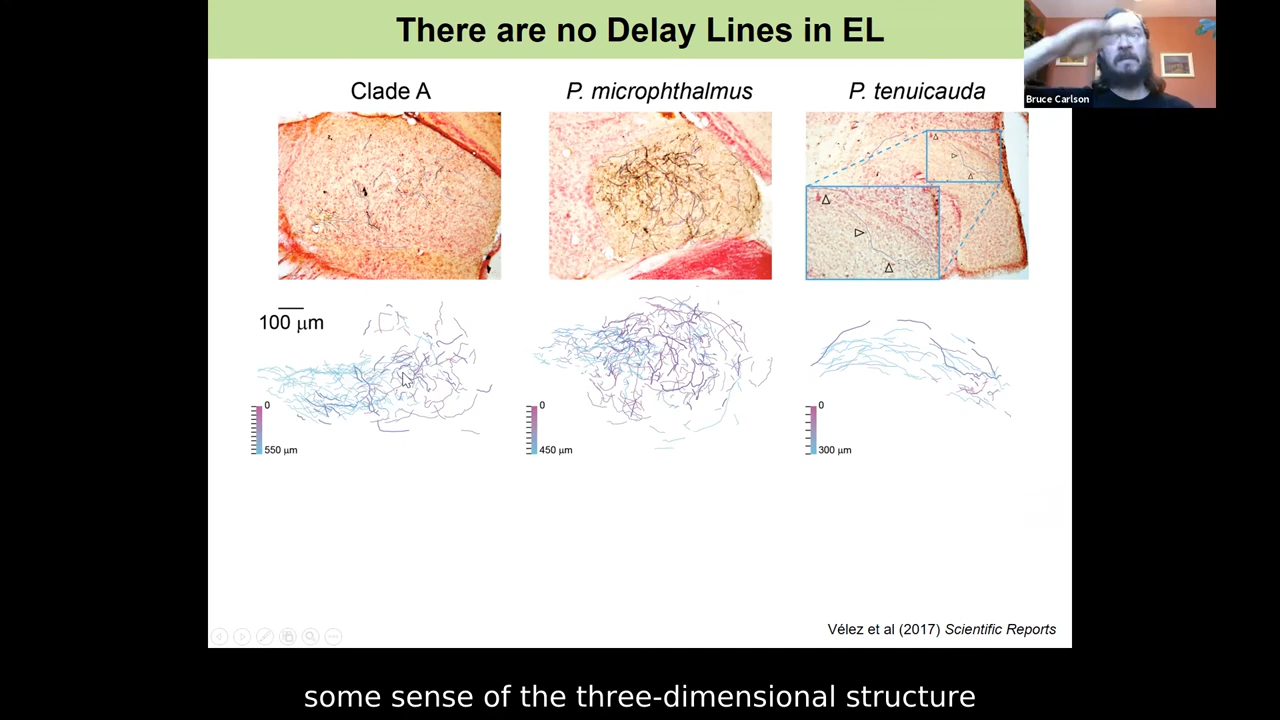 There are no Delay Lines in EL
Bruce Carlson
Clade A
P. microphthalmus
P. tenuicauda
100 μm
0
550 μm
0
450 μm
0
300 μm
Vélez et al (2017) Scientific Reports
some sense of the three-dimensional structure